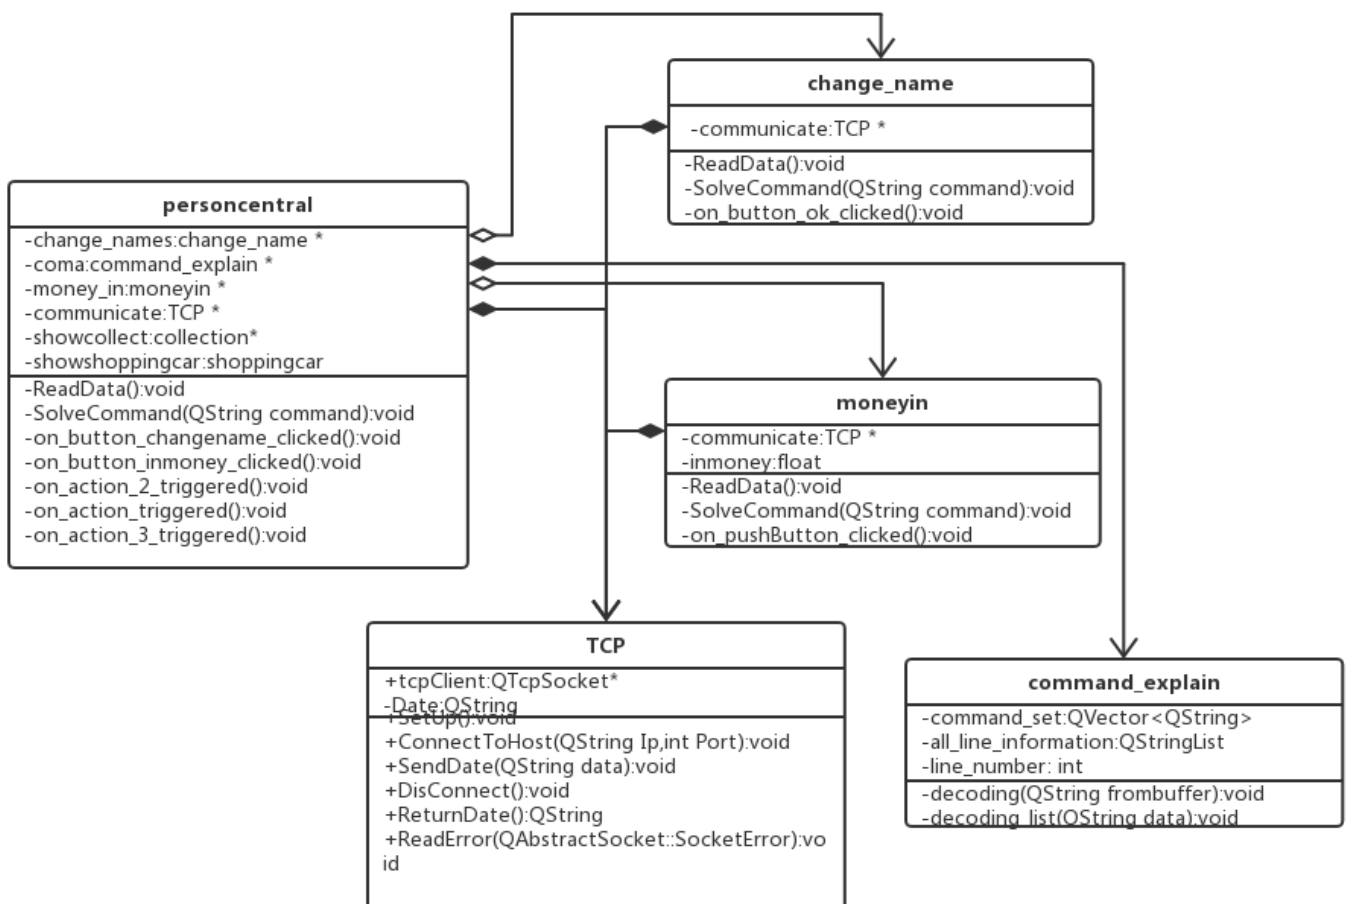 change_name
-communicate:TCP *
-ReadData():void
-SolveCommand(QString command):void
-on_button_ok_clicked():void
personcentral
-change_names:change_name *
-coma:command_explain *
-money_in:moneyin *
-communicate:TCP *
-showcollect:collection*
-showshoppingcar:shoppingcar
-ReadData():void
-SolveCommand(QString command):void
-on_button_changename_clicked():void
-on_button_inmoney_clicked():void
-on_action_2_triggered():void
-on_action_triggered():void
-on_action_3_triggered():void
moneyin
-communicate:TCP *
-inmoney:float
-ReadData():void
-SolveCommand(QString command):void
-on_pushButton_clicked():void
TCP
+tcpClient:QTcpSocket*
-Date:QString
+SetUp():void
+ConnectToHost(QString Ip,int Port):void
+SendDate(QString data):void
+DisConnect():void
+ReturnDate():QString
+ReadError(QAbstractSocket::SocketError):vo
id
command_explain
-command_set:QVector<QString>
-all_line_information:QStringList
-line_number: int
-decoding(QString frombuffer):void
-decoding_list(QString data):void